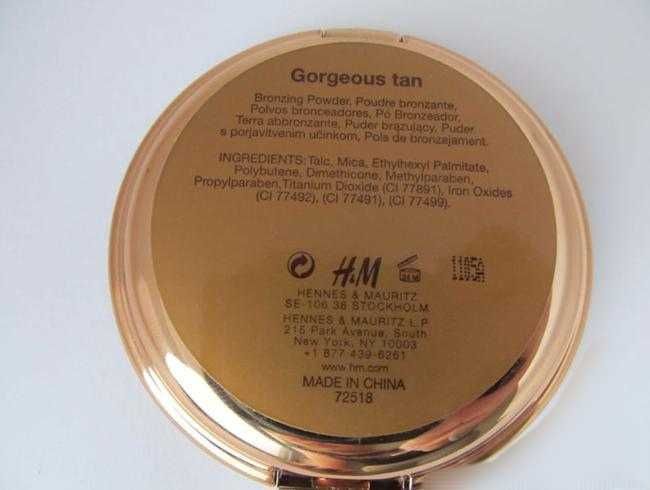 Gorgeous tan
Bronzing Powder, Poudre bronzante,
Polvos bronceadores, Pó Bronzeador,
Terra abbronzante, Puder brązujący, Puder
s porjavitvenim učinkom, Pols de bronzejament.
INGREDIENTS: Talc, Mica, Ethylhexyl Palmitate,
Polybutene, Dimethicone, Methylparaben,
Propylparaben, Titanium Dioxide (CI 77891), Iron Oxides
(CI 77492), (CI 77491), (CI 77499).
H&M 24 M 1105A
HENNES & MAURITZ
SE-106 38 STOCKHOLM
HENNES & MAURITZ L.P
215 Park Avenue, South
New York, NY 10003
+1 877 439-6261
www.hm.com
MADE IN CHINA
72518